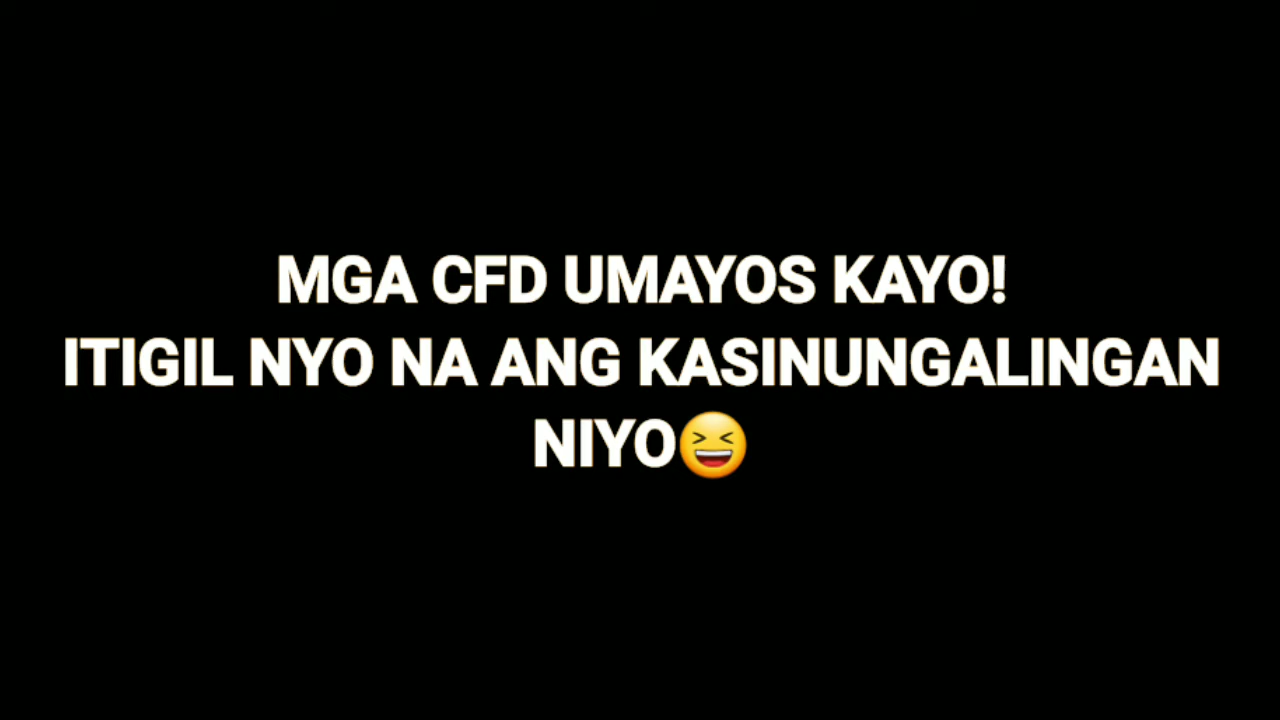 MGA CFD UMAYOS KAYO!
ITIGIL NYO NA ANG KASINUNGALINGAN
NIYO😆